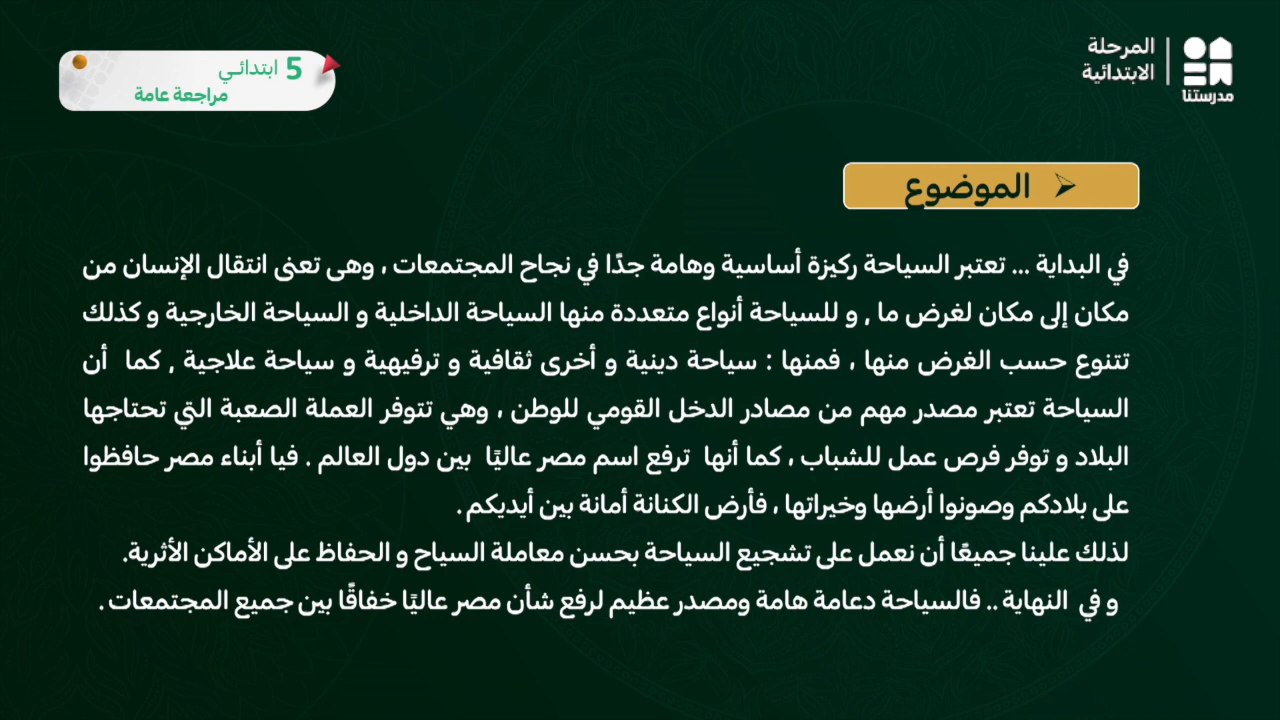 المرحلة
الابتدائية
مدرستنا
5 ابتدائي
مراجعة عامة
الموضوع
في البداية ... تعتبر السياحة ركيزة أساسية وهامة جدًا في نجاح المجتمعات ، وهى تعنى انتقال الإنسان من
مكان إلى مكان لغرض ما , و للسياحة أنواع متعددة منها السياحة الداخلية و السياحة الخارجية و كذلك
تتنوع حسب الغرض منها ، فمنها : سياحة دينية و أخرى ثقافية و ترفيهية و سياحة علاجية , كما أن
السياحة تعتبر مصدر مهم من مصادر الدخل القومي للوطن ، وهي تتوفر العملة الصعبة التي تحتاجها
البلاد و توفر فرص عمل للشباب ، كما أنها ترفع اسم مصر عاليًا بين دول العالم . فيا أبناء مصر حافظوا
على بلادكم وصونوا أرضها وخيراتها ، فأرض الكنانة أمانة بين أيديكم .
لذلك علينا جميعًا أن نعمل على تشجيع السياحة بحسن معاملة السياح و الحفاظ على الأماكن الأثرية.
و في النهاية .. فالسياحة دعامة هامة ومصدر عظيم لرفع شأن مصر عاليًا خفاقًا بين جميع المجتمعات .